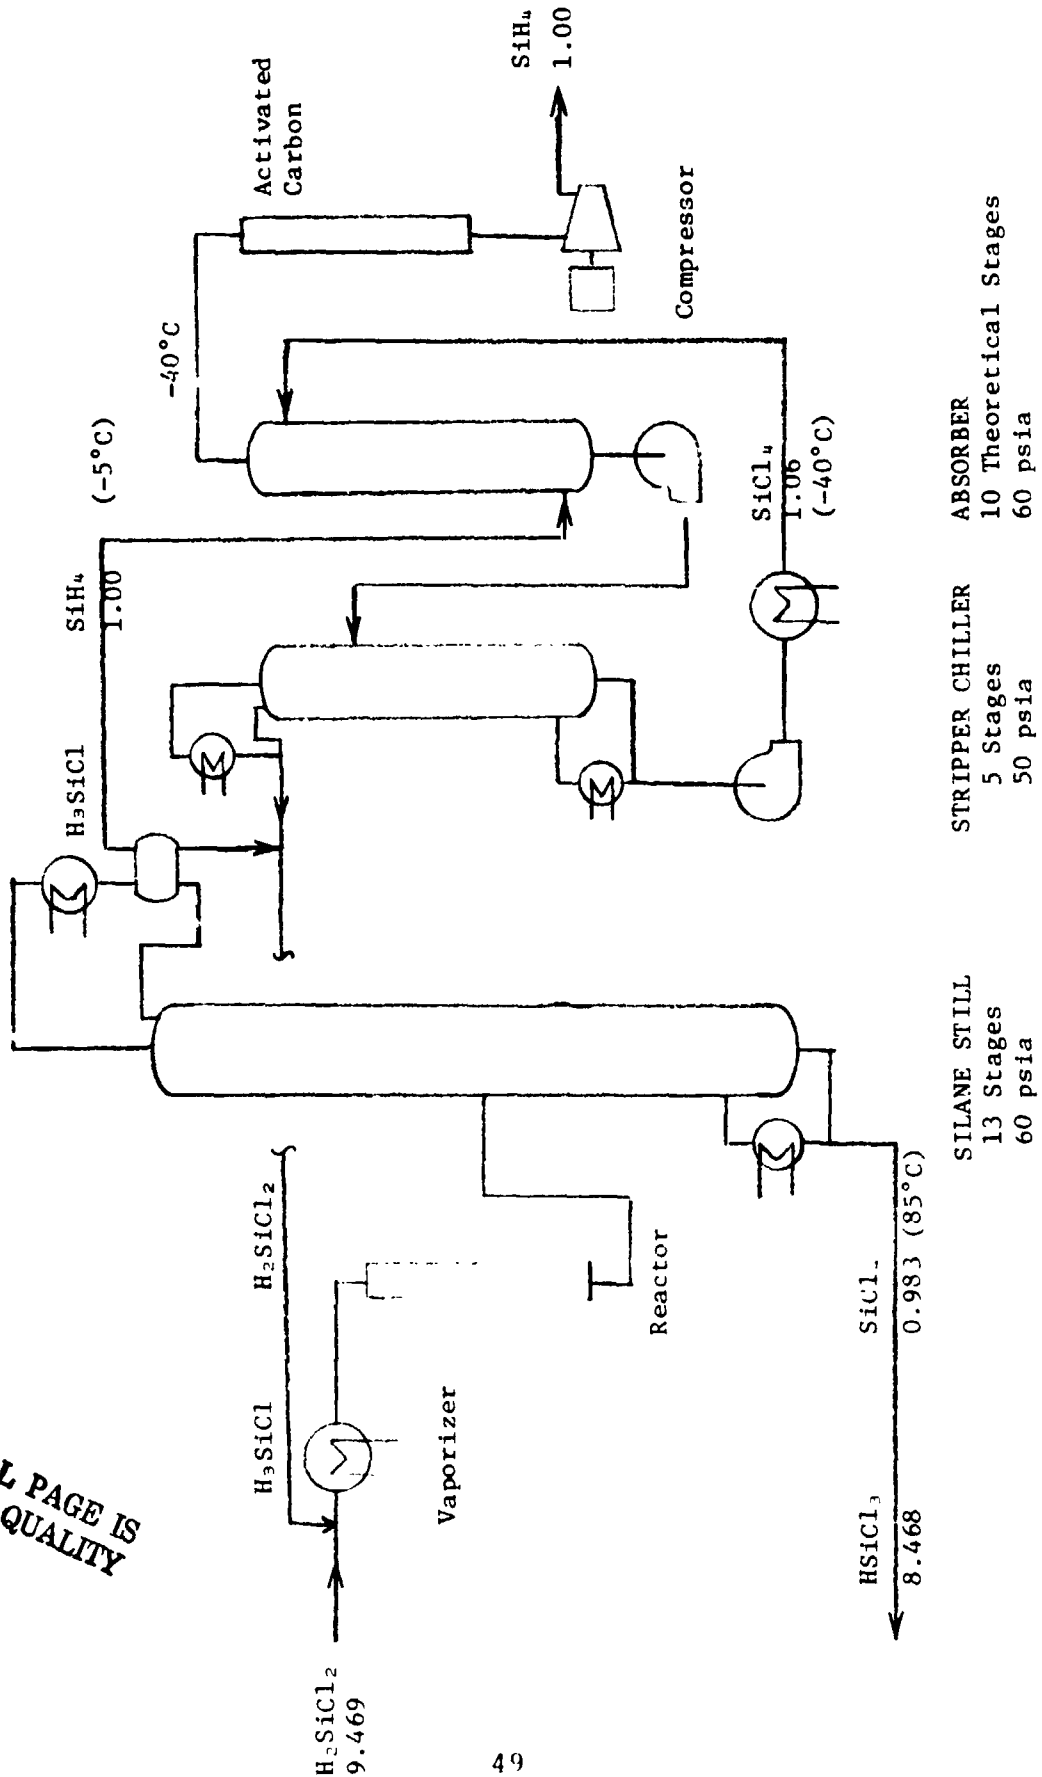 L PAGE IS
QUALITY
H₂SiCl₂
9.469
H₃SiCl
H₂SiCl₂
Vaporizer
Reactor
HSiCl₃
8.468
SiCl
0.983 (85°C)
SILANE STILL
13 Stages
60 psia
H₃SiCl
SiH₄
1.00
(-5°C)
STRIPPER CHILLER
5 Stages
50 psia
SiCl₄
1.06
(-40°C)
ABSORBER
10 Theoretical Stages
60 psia
-40°C
Activated
Carbon
Compressor
SiH₄
1.00
49